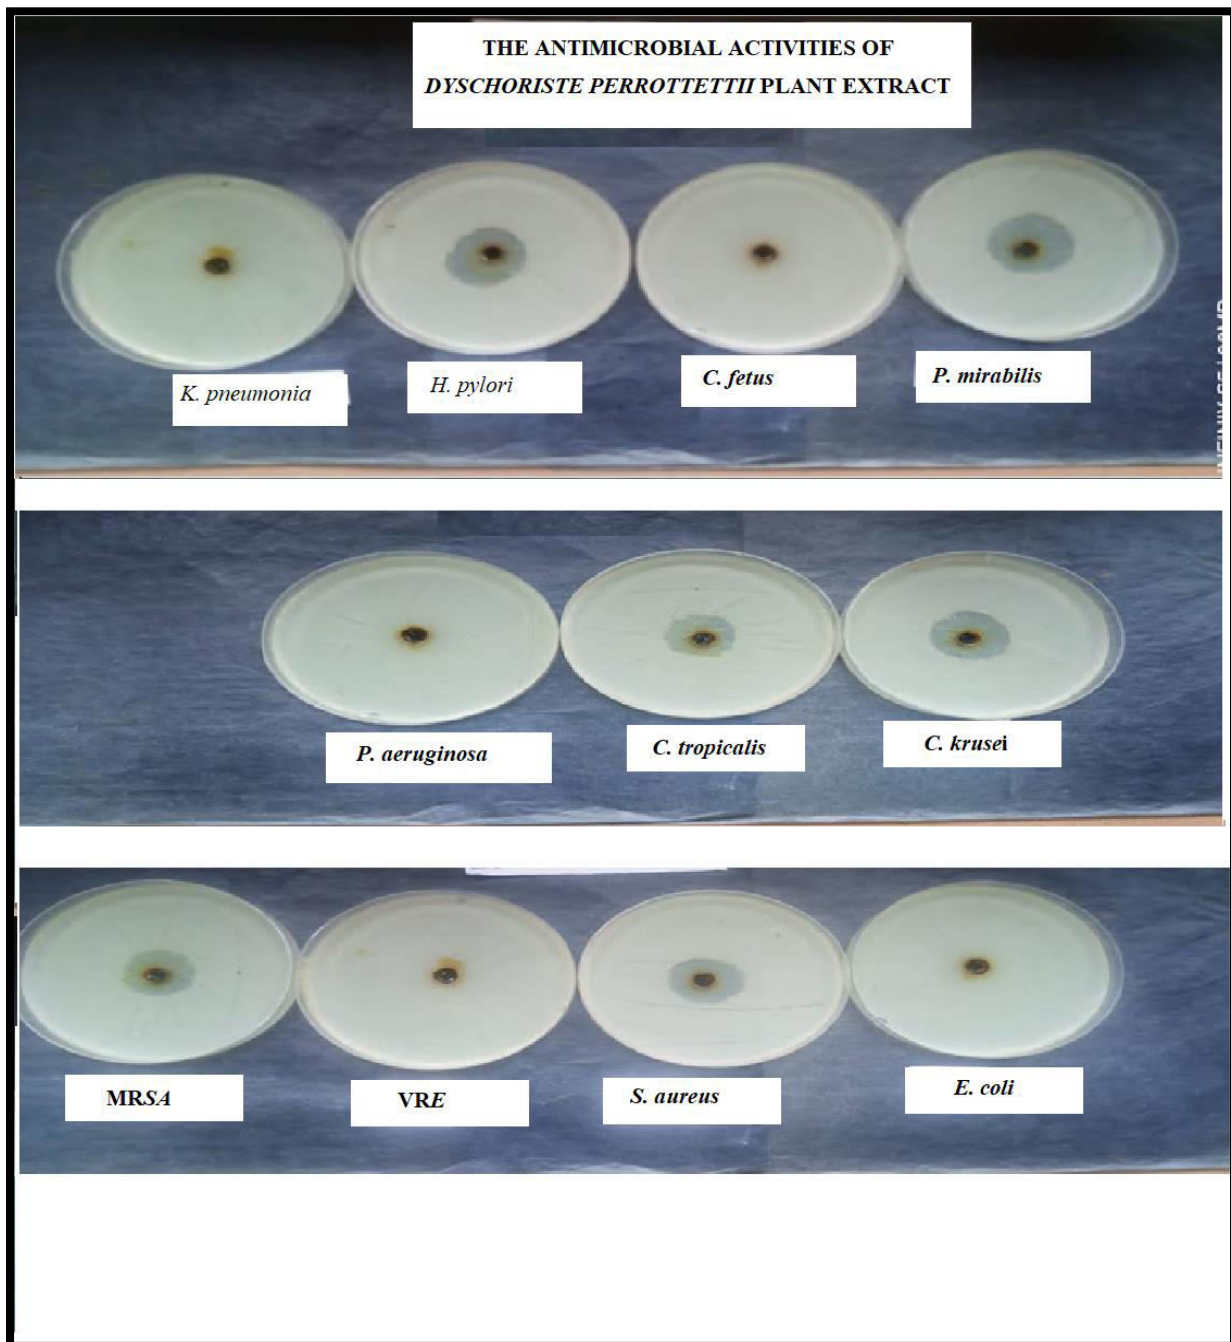 THE ANTIMICROBIAL ACTIVITIES OF
DYSCHORISTE PERROTTETTII PLANT EXTRACT
K. pneumonia
H. pylori
C. fetus
P. mirabilis
P. aeruginosa
C. tropicalis
C. krusei
MRSA
VRE
S. aureus
E. coli